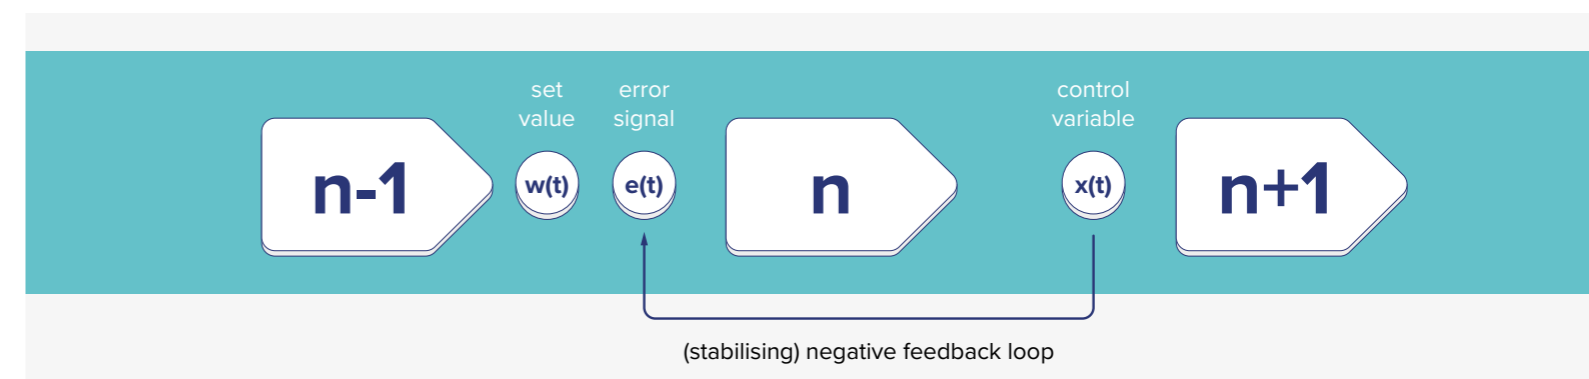 set
value
error
signal
control
variable
n-1
w(t)
e(t)
n
x(t)
n+1
(stabilising) negative feedback loop